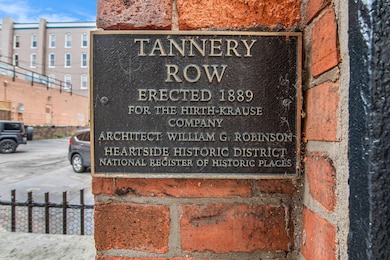 TANNERY
ROW
ERECTED 1889
FOR THE HIRTH-KRAUSE
COMPANY
ARCHITECT: WILLIAM G. ROBINSON
HEARTSIDE HISTORIC DISTRICT
NATIONAL REGISTER OF HISTORIC PLACES